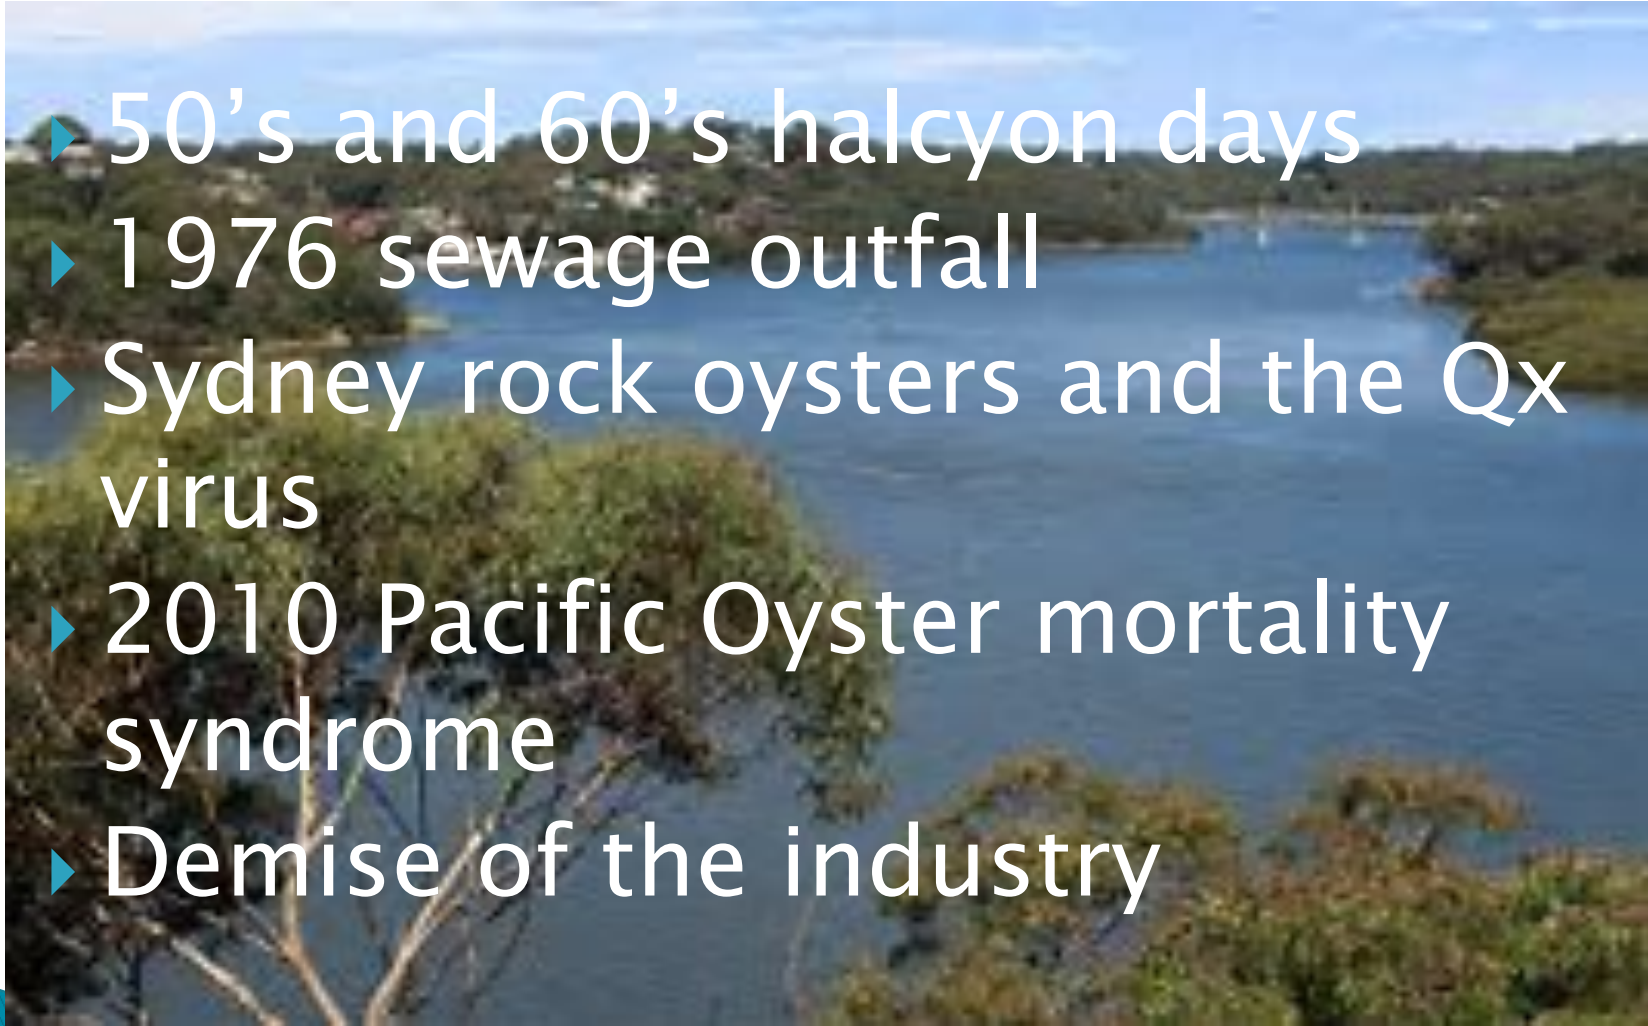 50’s and 60’s halcyon days
1976 sewage outfall
Sydney rock oysters and the Qx
virus
2010 Pacific Oyster mortality
syndrome
Demise of the industry